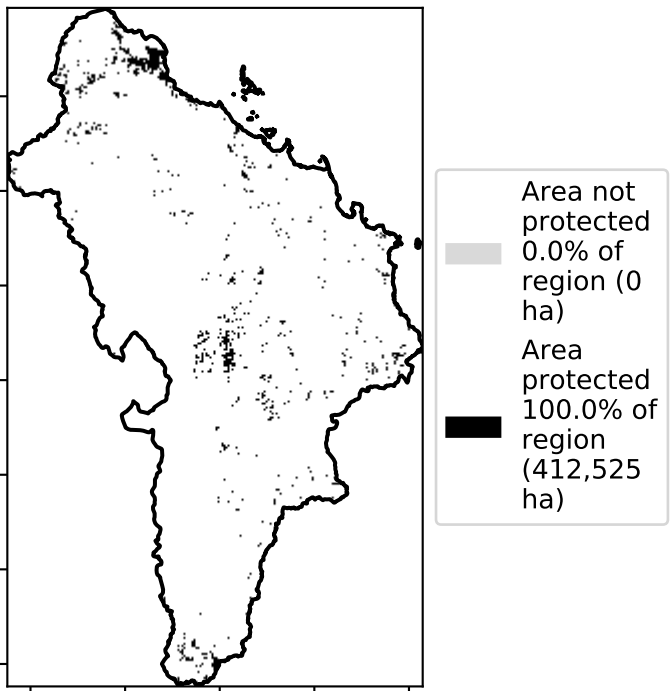 Area not
protected
0.0% of
region (0
ha)
Area
protected
100.0% of
region
(412,525
ha)